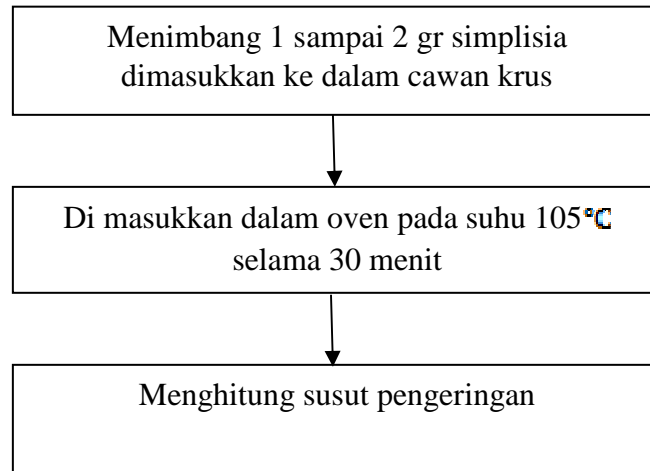 Menimbang 1 sampai 2 gr simplisia
dimasukkan ke dalam cawan krus
Di masukkan dalam oven pada suhu 105℃
selama 30 menit
Menghitung susut pengeringan